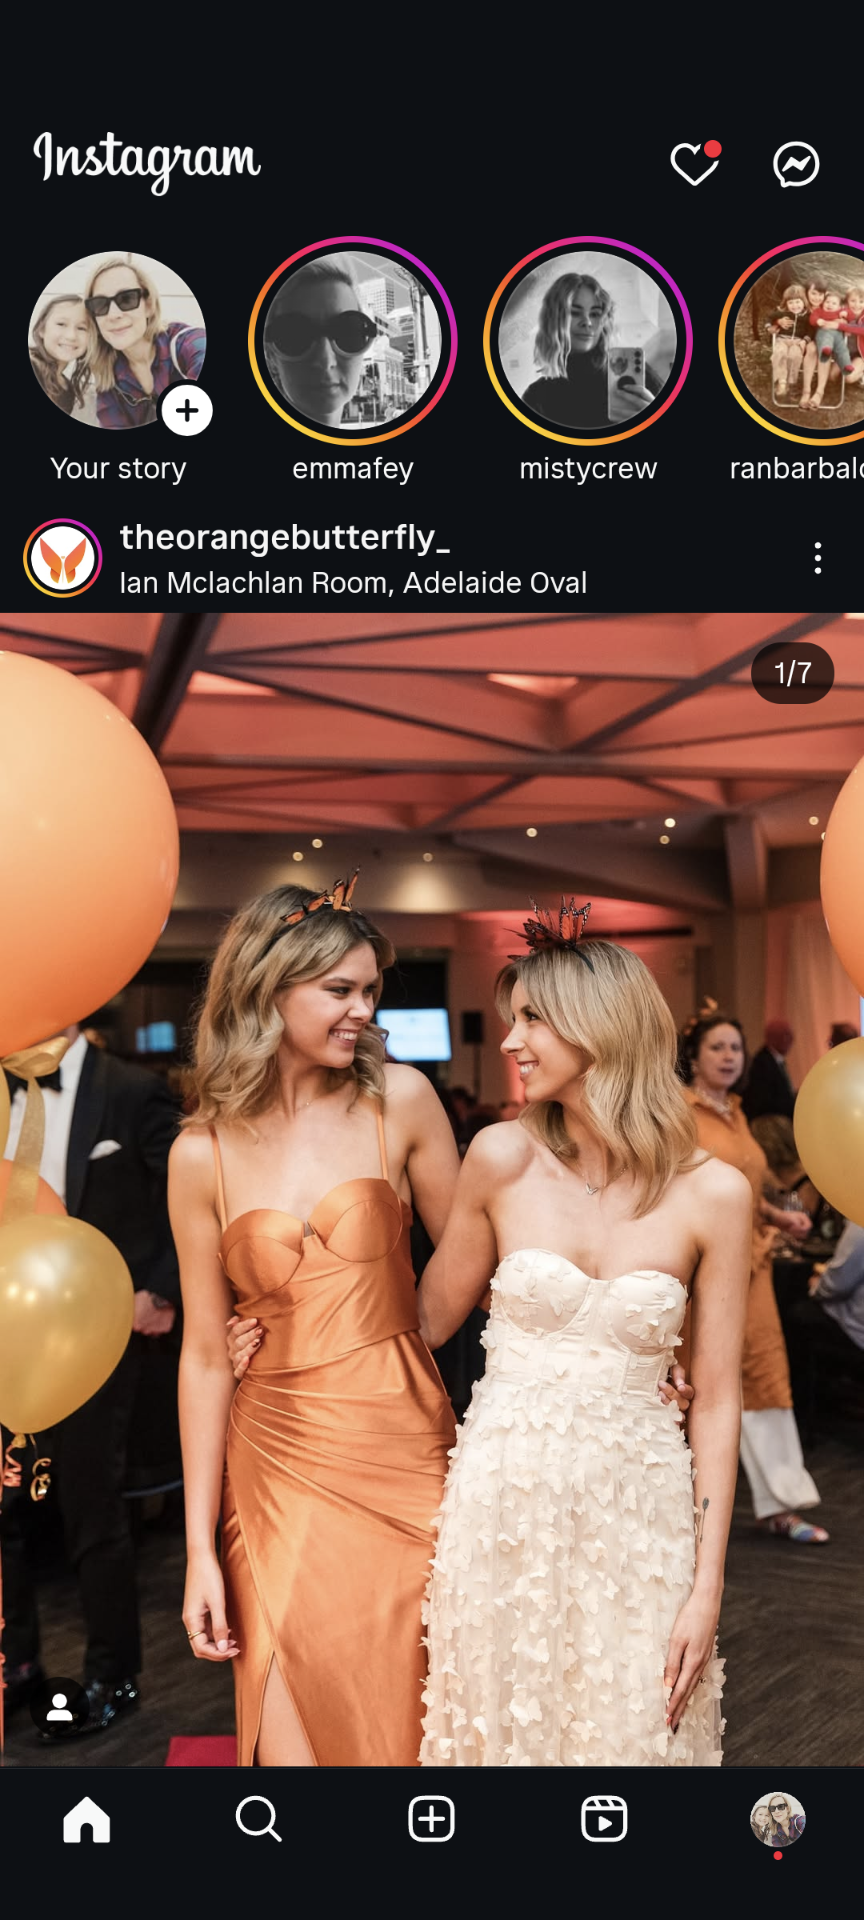 Instagram
Your story
emmafey
mistycrew
theorangebutterfly_
Ian Mclachlan Room, Adelaide Oval
1/7